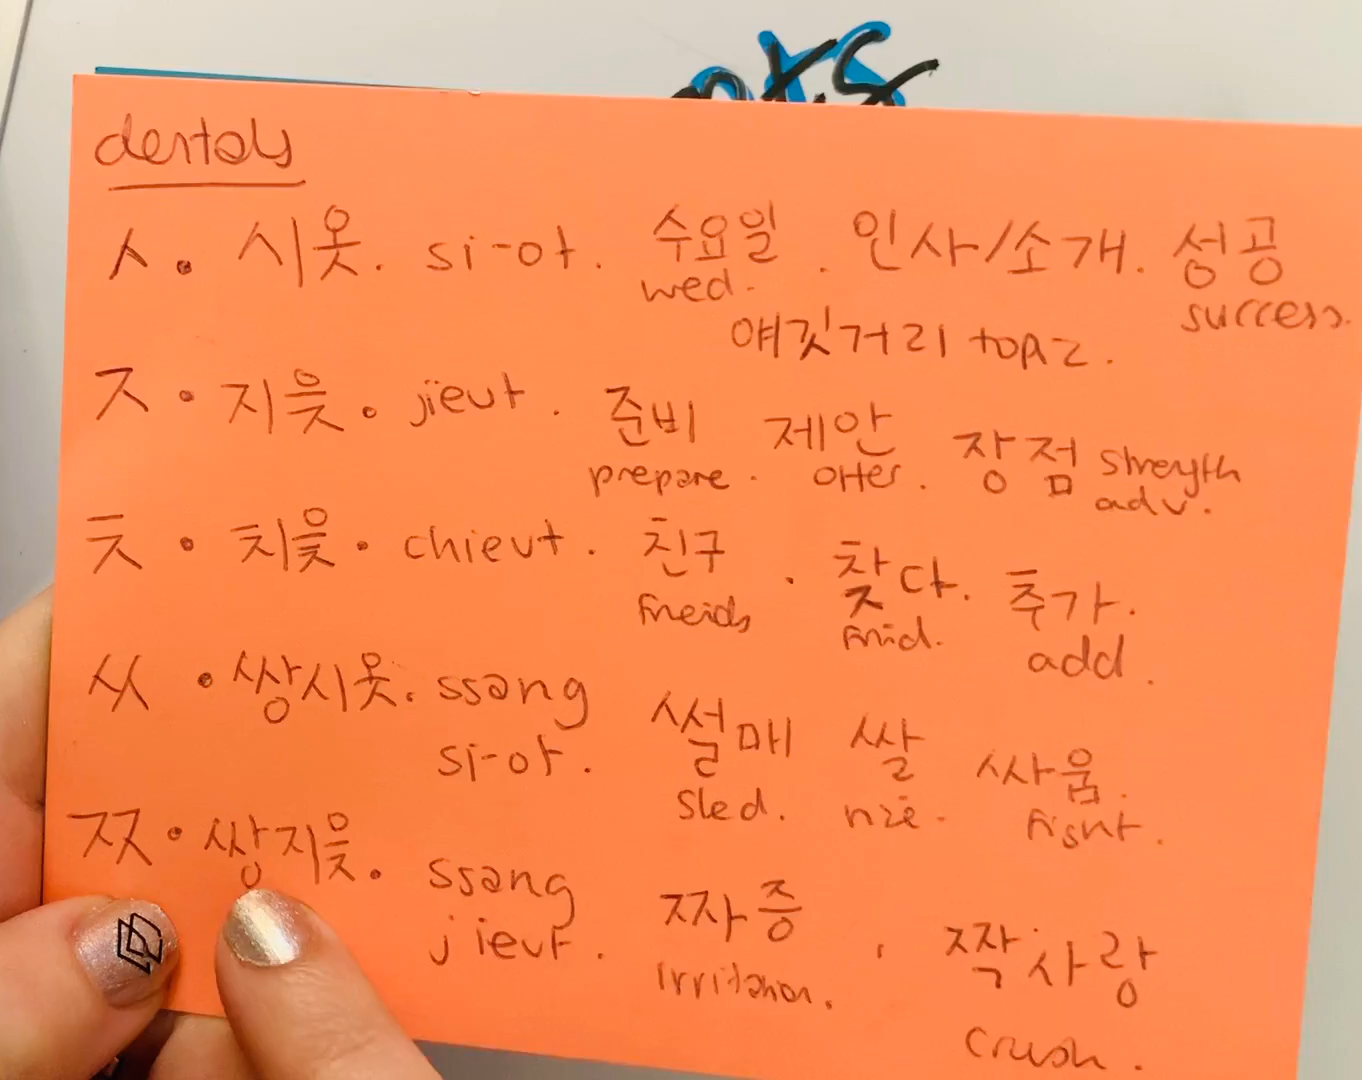 dentals
ㅅ. 시옷. si-ot. 수요일 . 인사/소개. 성공
wed. success.
얘깃거리 topic.
ㅈ. 지읒. jieut. 준비 제안 장점 strength
prepare. offer. adv.
ㅊ. 치읓. chieut. 친구 . 찾다. 추가.
freids find. add.
ㅆ. 쌍시옷. ssang 썰매 쌀 싸움.
si-ot. sled. rice. fight.
ㅉ. 쌍지읒. ssang 짜증 , 짝사랑
jieut. irritation. crush.